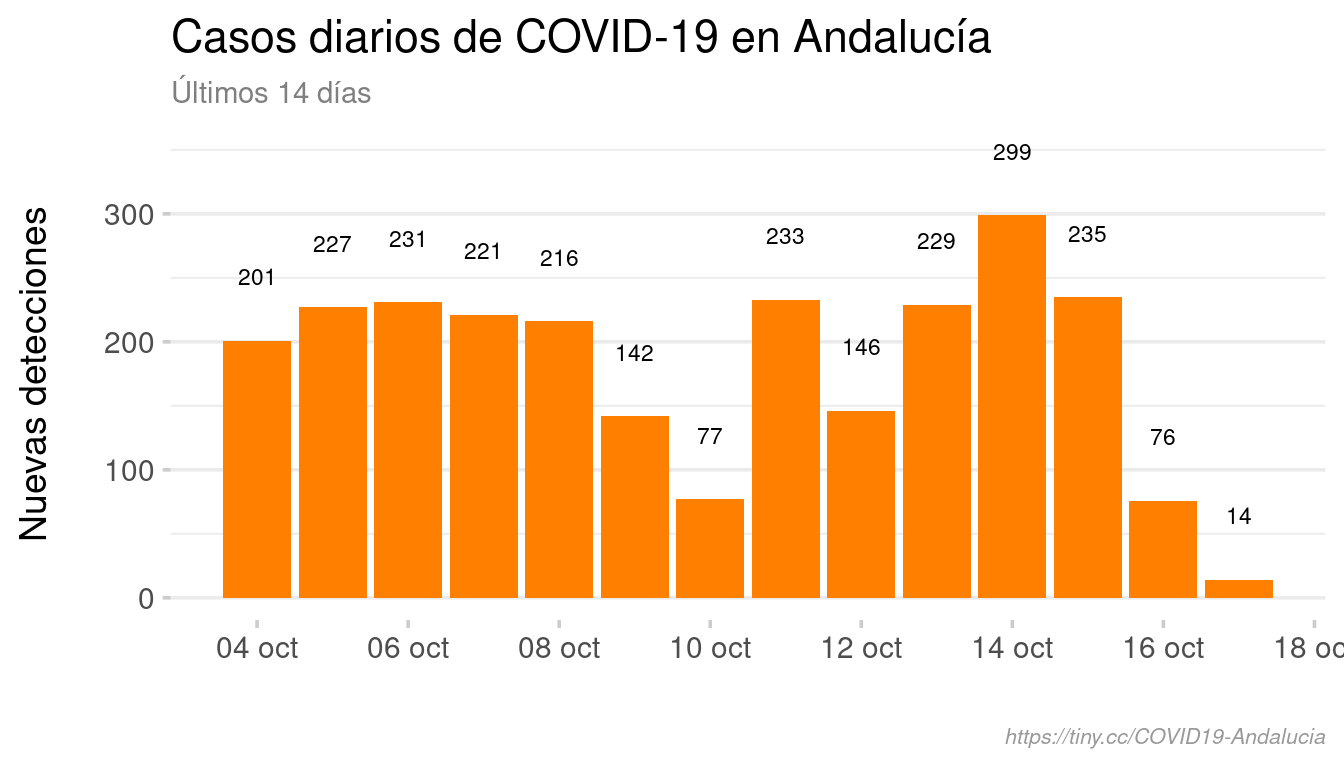 Casos diarios de COVID-19 en Andalucía
Últimos 14 días
Nuevas detecciones
300
200
100
0
201
227
231
221
216
142
77
233
146
229
299
235
76
14
04 oct
06 oct
08 oct
10 oct
12 oct
14 oct
16 oct
18 oc
https://tiny.cc/COVID19-Andalucia